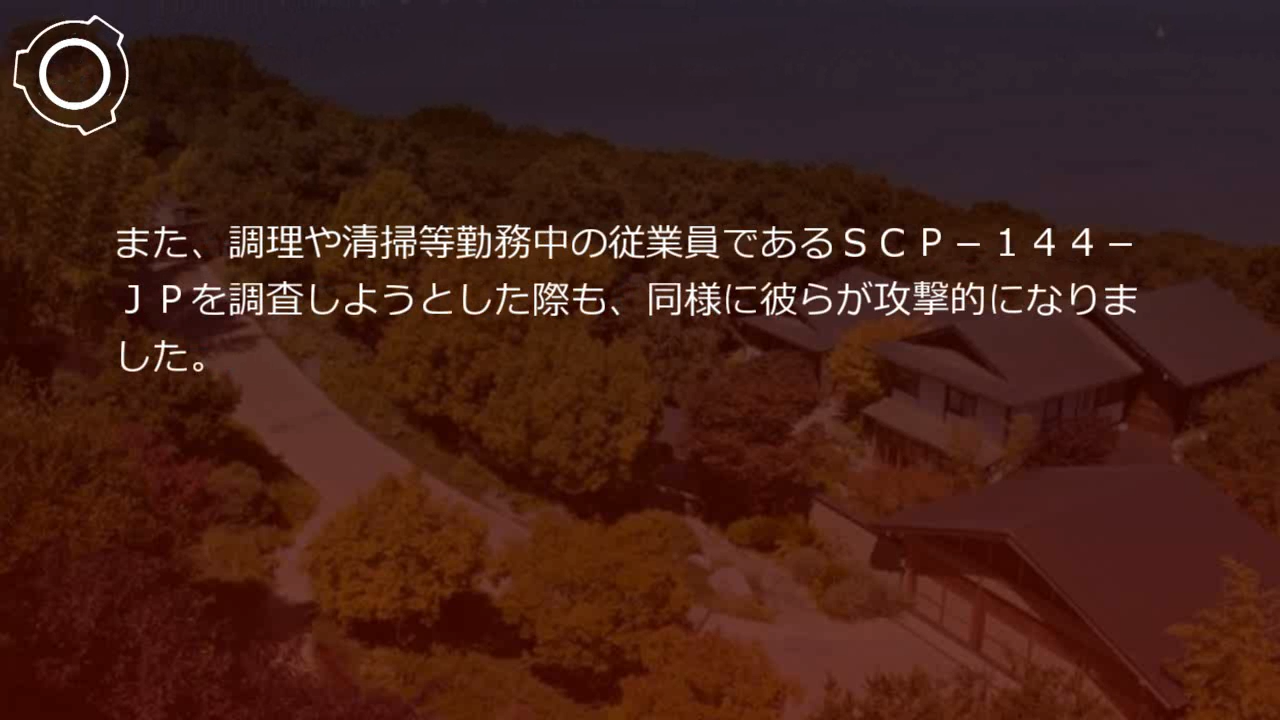 また、調理や清掃等勤務中の従業員であるＳＣＰ－１４４－
ＪＰを調査しようとした際も、同様に彼らが攻撃的になりま
した。